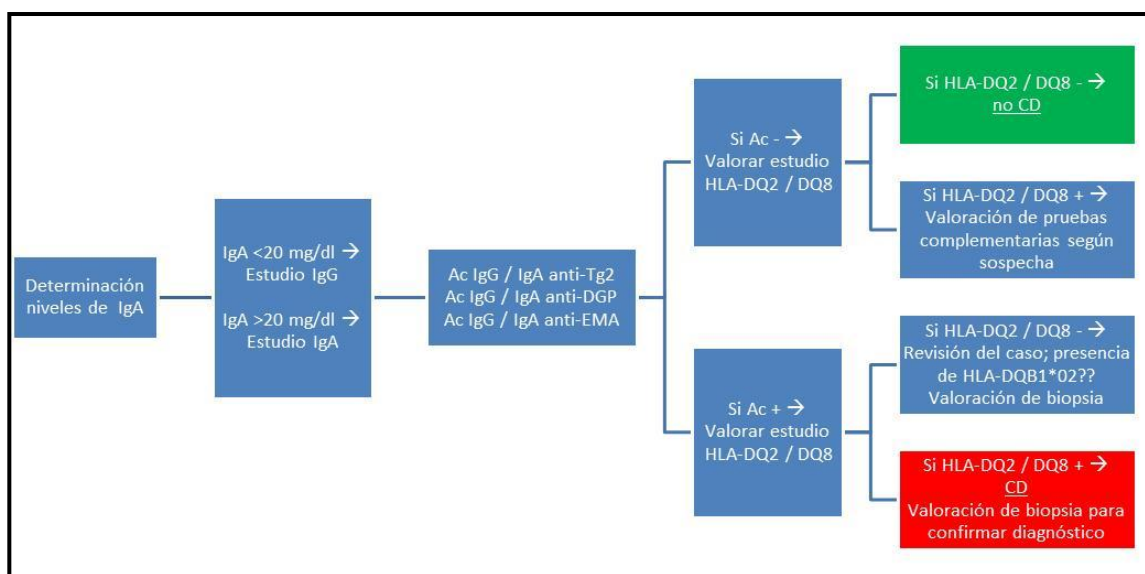 Determinación
niveles de IgA
IgA <20 mg/dl →
Estudio IgG
IgA >20 mg/dl →
Estudio IgA
Ac IgG / IgA anti-Tg2
Ac IgG / IgA anti-DGP
Ac IgG / IgA anti-EMA
Si Ac - →
Valorar estudio
HLA-DQ2 / DQ8
Si Ac + →
Valorar estudio
HLA-DQ2 / DQ8
Si HLA-DQ2 / DQ8 - →
no CD
Si HLA-DQ2 / DQ8 + →
Valoración de pruebas
complementarias según
sospecha
Si HLA-DQ2 / DQ8 - →
Revisión del caso; presencia
de HLA-DQB1*02??
Valoración de biopsia
Si HLA-DQ2 / DQ8 + →
CD
Valoración de biopsia para
confirmar diagnóstico